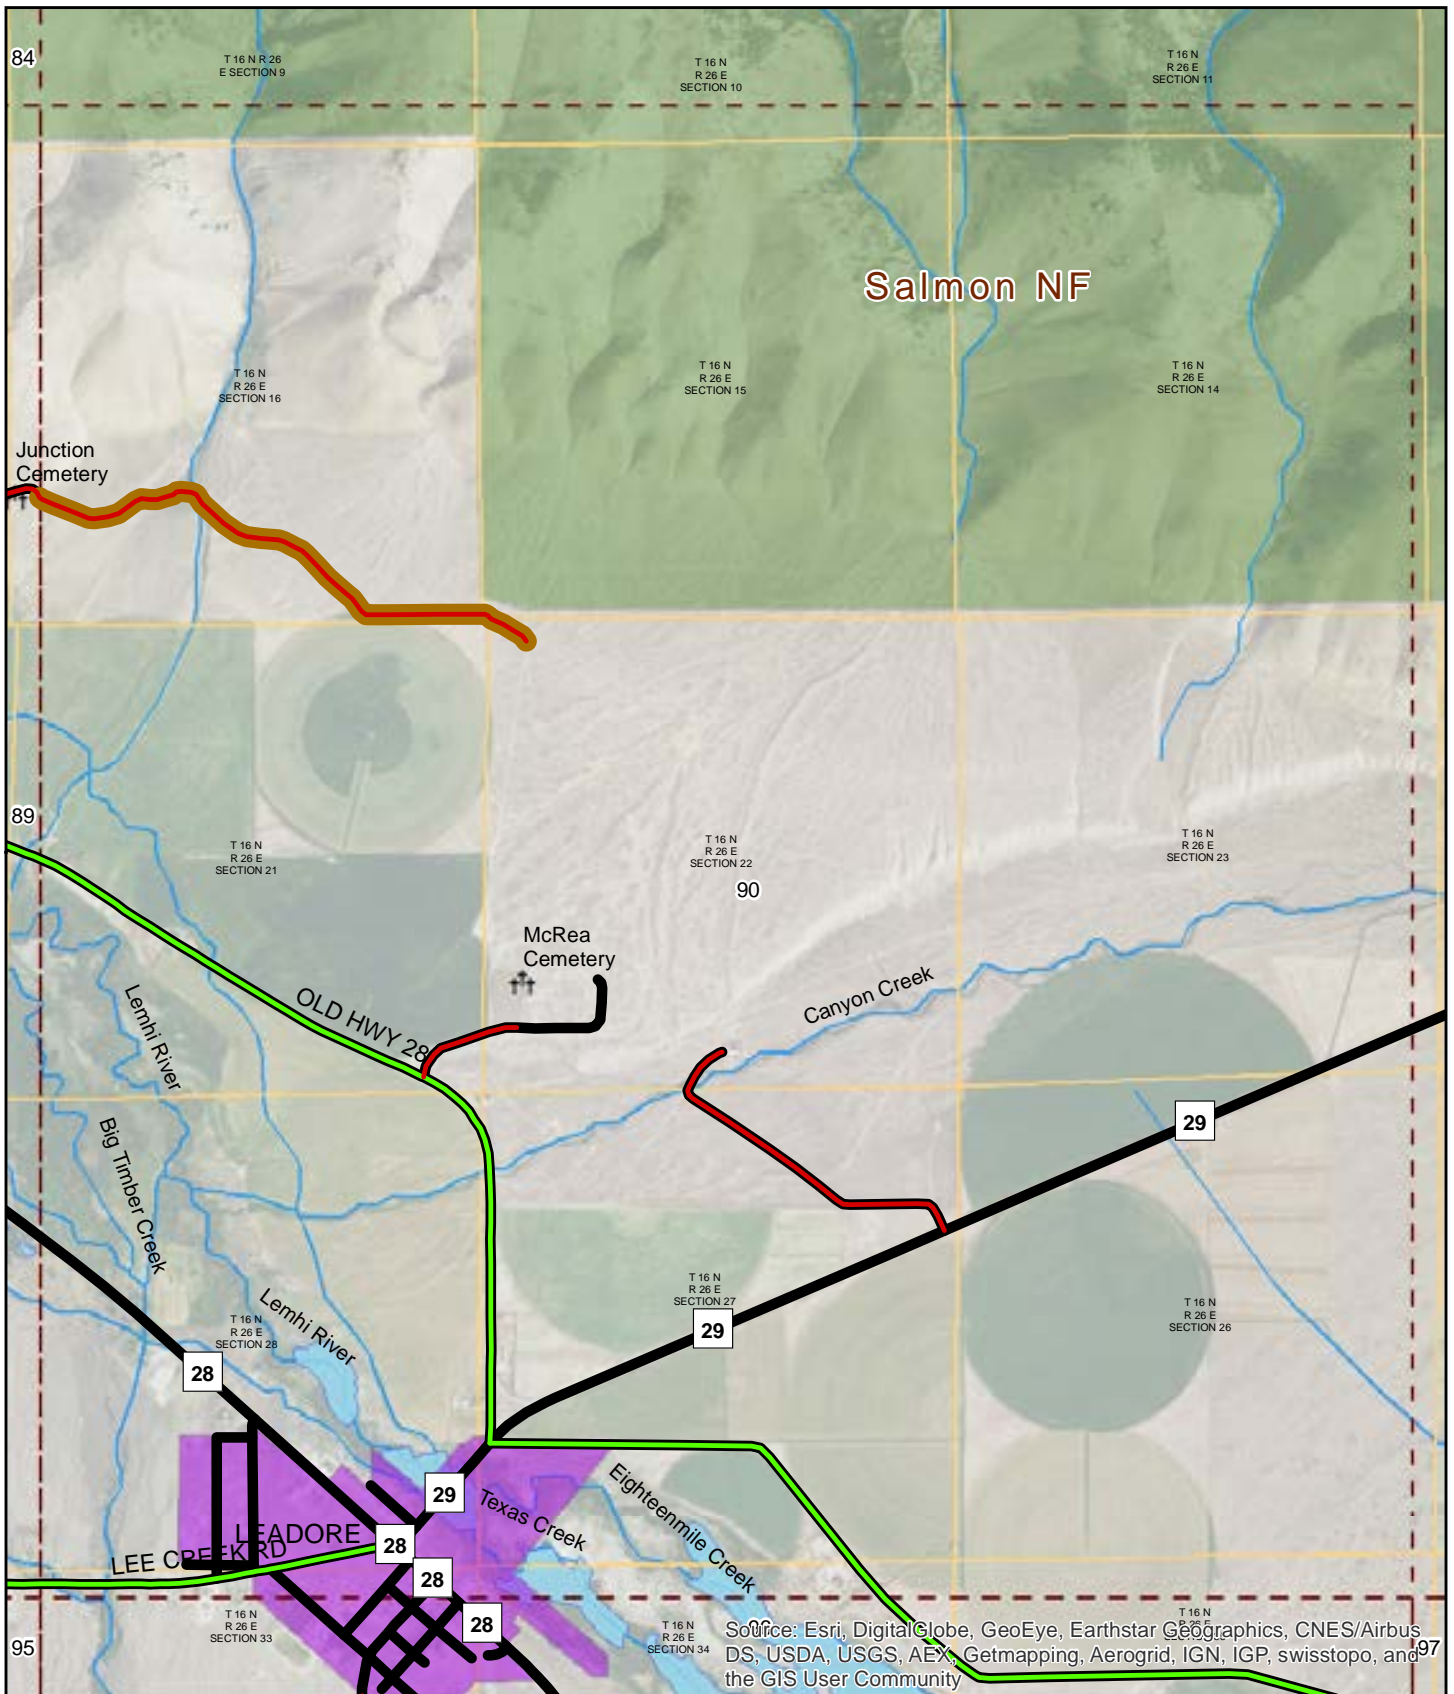 84
T 16 N R 26
E SECTION 9
T 16 N
R 26 E
SECTION 10
T 16 N
R 26 E
SECTION 11
Salmon NF
T 16 N
R 26 E
SECTION 16
T 16 N
R 26 E
SECTION 15
T 16 N
R 26 E
SECTION 14
Junction
Cemetery
89
T 16 N
R 26 E
SECTION 21
T 16 N
R 26 E
SECTION 22
T 16 N
R 26 E
SECTION 23
90
McRea
Cemetery
Canyon Creek
OLD HWY 28
Lemhi River
29
Big Timber Creek
T 16 N
R 26 E
SECTION 27
29
T 16 N
R 26 E
SECTION 26
Lemhi River
T 16 N
R 26 E
SECTION 28
28
29
Texas Creek
Eighteenmile Creek
LEADORE
28
LEE CREEK RD
28
28
T 16 N
R 26 E
SECTION 33
T 16 N
R 26 E
SECTION 34
T 16 N
R 26 E
95
97
Source: Esri, DigitalGlobe, GeoEye, Earthstar Geographics, CNES/Airbus
DS, USDA, USGS, AEX, Getmapping, Aerogrid, IGN, IGP, swisstopo, and
the GIS User Community